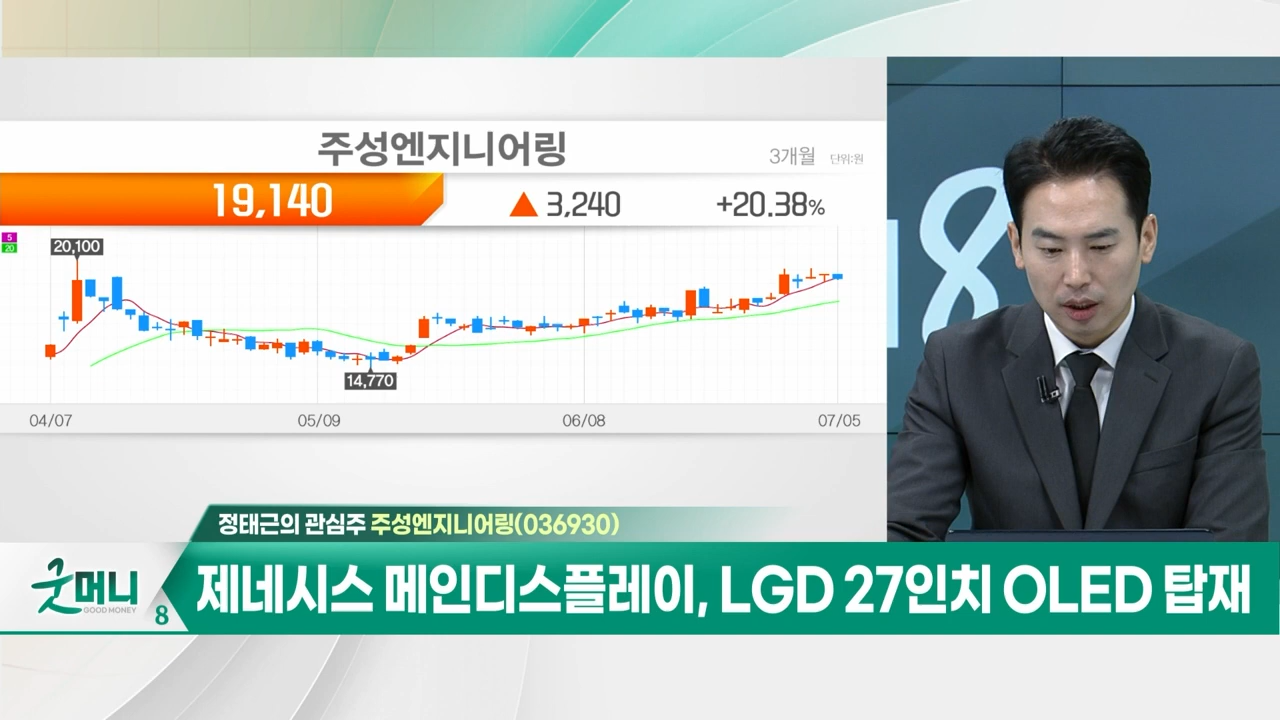 주성엔지니어링
3개월 단위:원
19,140 ▲ 3,240 +20.38%
5
20
20,100
14,770
04/07 05/09 06/08 07/05
8
정태근의 관심주 주성엔지니어링(036930)
굿머니
GOOD MONEY
8
제네시스 메인디스플레이, LGD 27인치 OLED 탑재